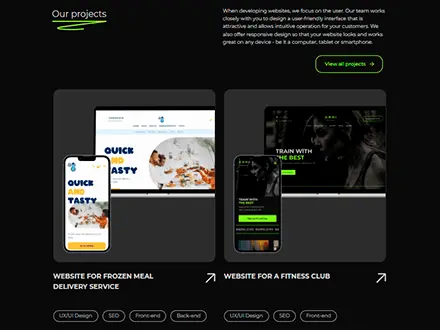 Our projects
When developing websites, we focus on the user. Our team works
closely with you to design a user-friendly interface that is
attractive and allows intuitive operation for your customers. We
also offer responsive design so that your website looks and works
great on any device - be it a computer, tablet or smartphone.
View all projects
QUICK
AND
TASTY
QUICK
AND
TASTY
TRAIN WITH
THE BEST
TRAIN WITH
THE BEST
WEBSITE FOR FROZEN MEAL
DELIVERY SERVICE
WEBSITE FOR A FITNESS CLUB
UX/UI Design
SEO
Front-end
Back-end
UX/UI Design
SEO
Front-end